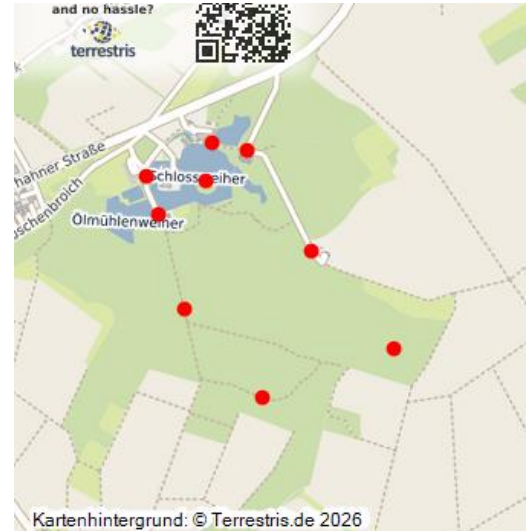 and no hassle?
terrestris
hahner Straße
Schlossweiher
uschenbroich
Ölmühlenweiher
Kartenhintergrund: © Terrestris.de 2026